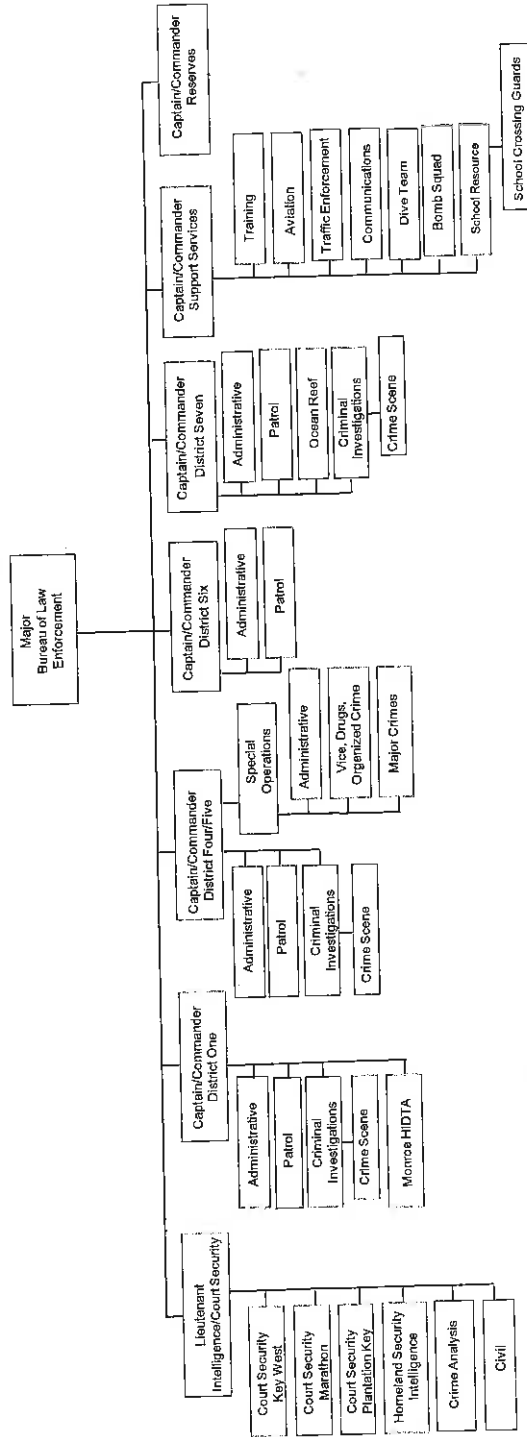 Major
Bureau of Law
Enforcement
Lieutenant
Intelligence/Court Security
Court Security
Key West
Court Security
Marathon
Court Security
Plantation Key
Homeland Security
Intelligence
Crime Analysis
Civil
Captain/Commander
District One
Administrative
Patrol
Criminal
Investigations
Crime Scene
Monroe HIDTA
Captain/Commander
District Four/Five
Administrative
Patrol
Criminal
Investigations
Crime Scene
Special
Operations
Administrative
Vice, Drugs,
Organized Crime
Major Crimes
Captain/Commander
District Six
Administrative
Patrol
Captain/Commander
District Seven
Administrative
Patrol
Ocean Reef
Criminal
Investigations
Crime Scene
Captain/Commander
Support Services
Training
Aviation
Traffic Enforcement
Communications
Dive Team
Bomb Squad
School Resource
School Crossing Guards
Captain/Commander
Reserves